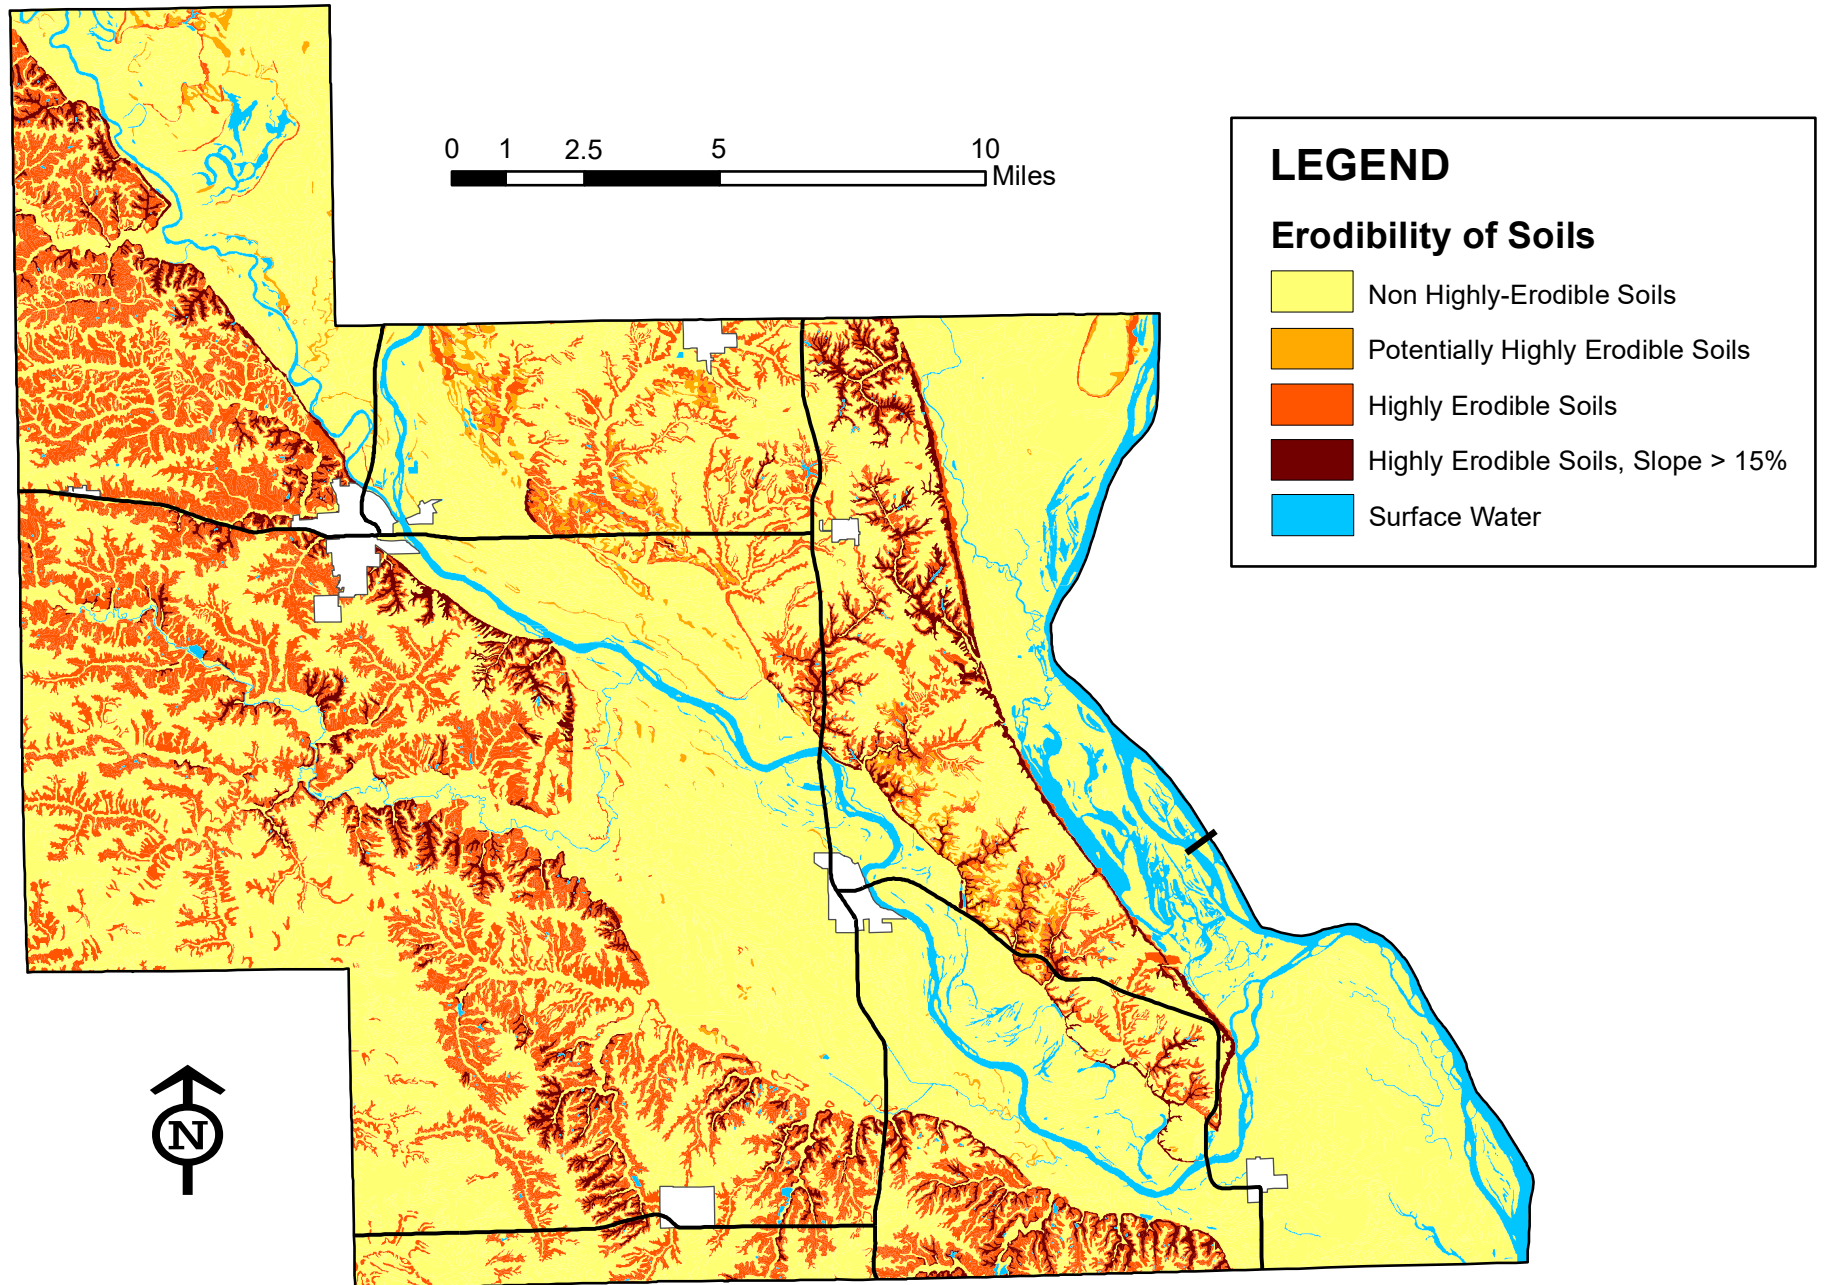 0 1 2.5 5 10
Miles
LEGEND
Erodibility of Soils
Non Highly-Erodible Soils
Potentially Highly Erodible Soils
Highly Erodible Soils
Highly Erodible Soils, Slope > 15%
Surface Water
N